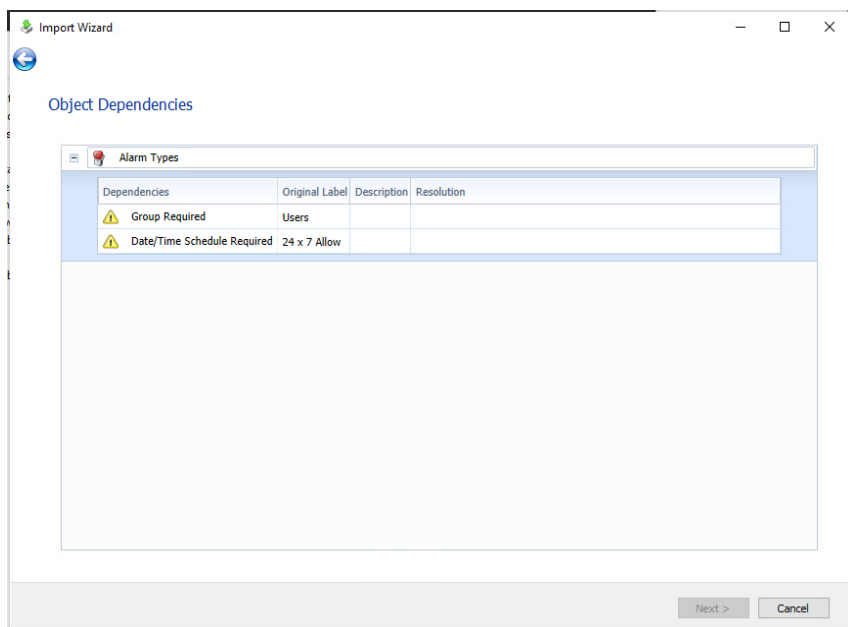 Import Wizard
Object Dependencies
Alarm Types
Dependencies Original Label Description Resolution
Group Required Users
Date/Time Schedule Required 24 x 7 Allow
Next > Cancel